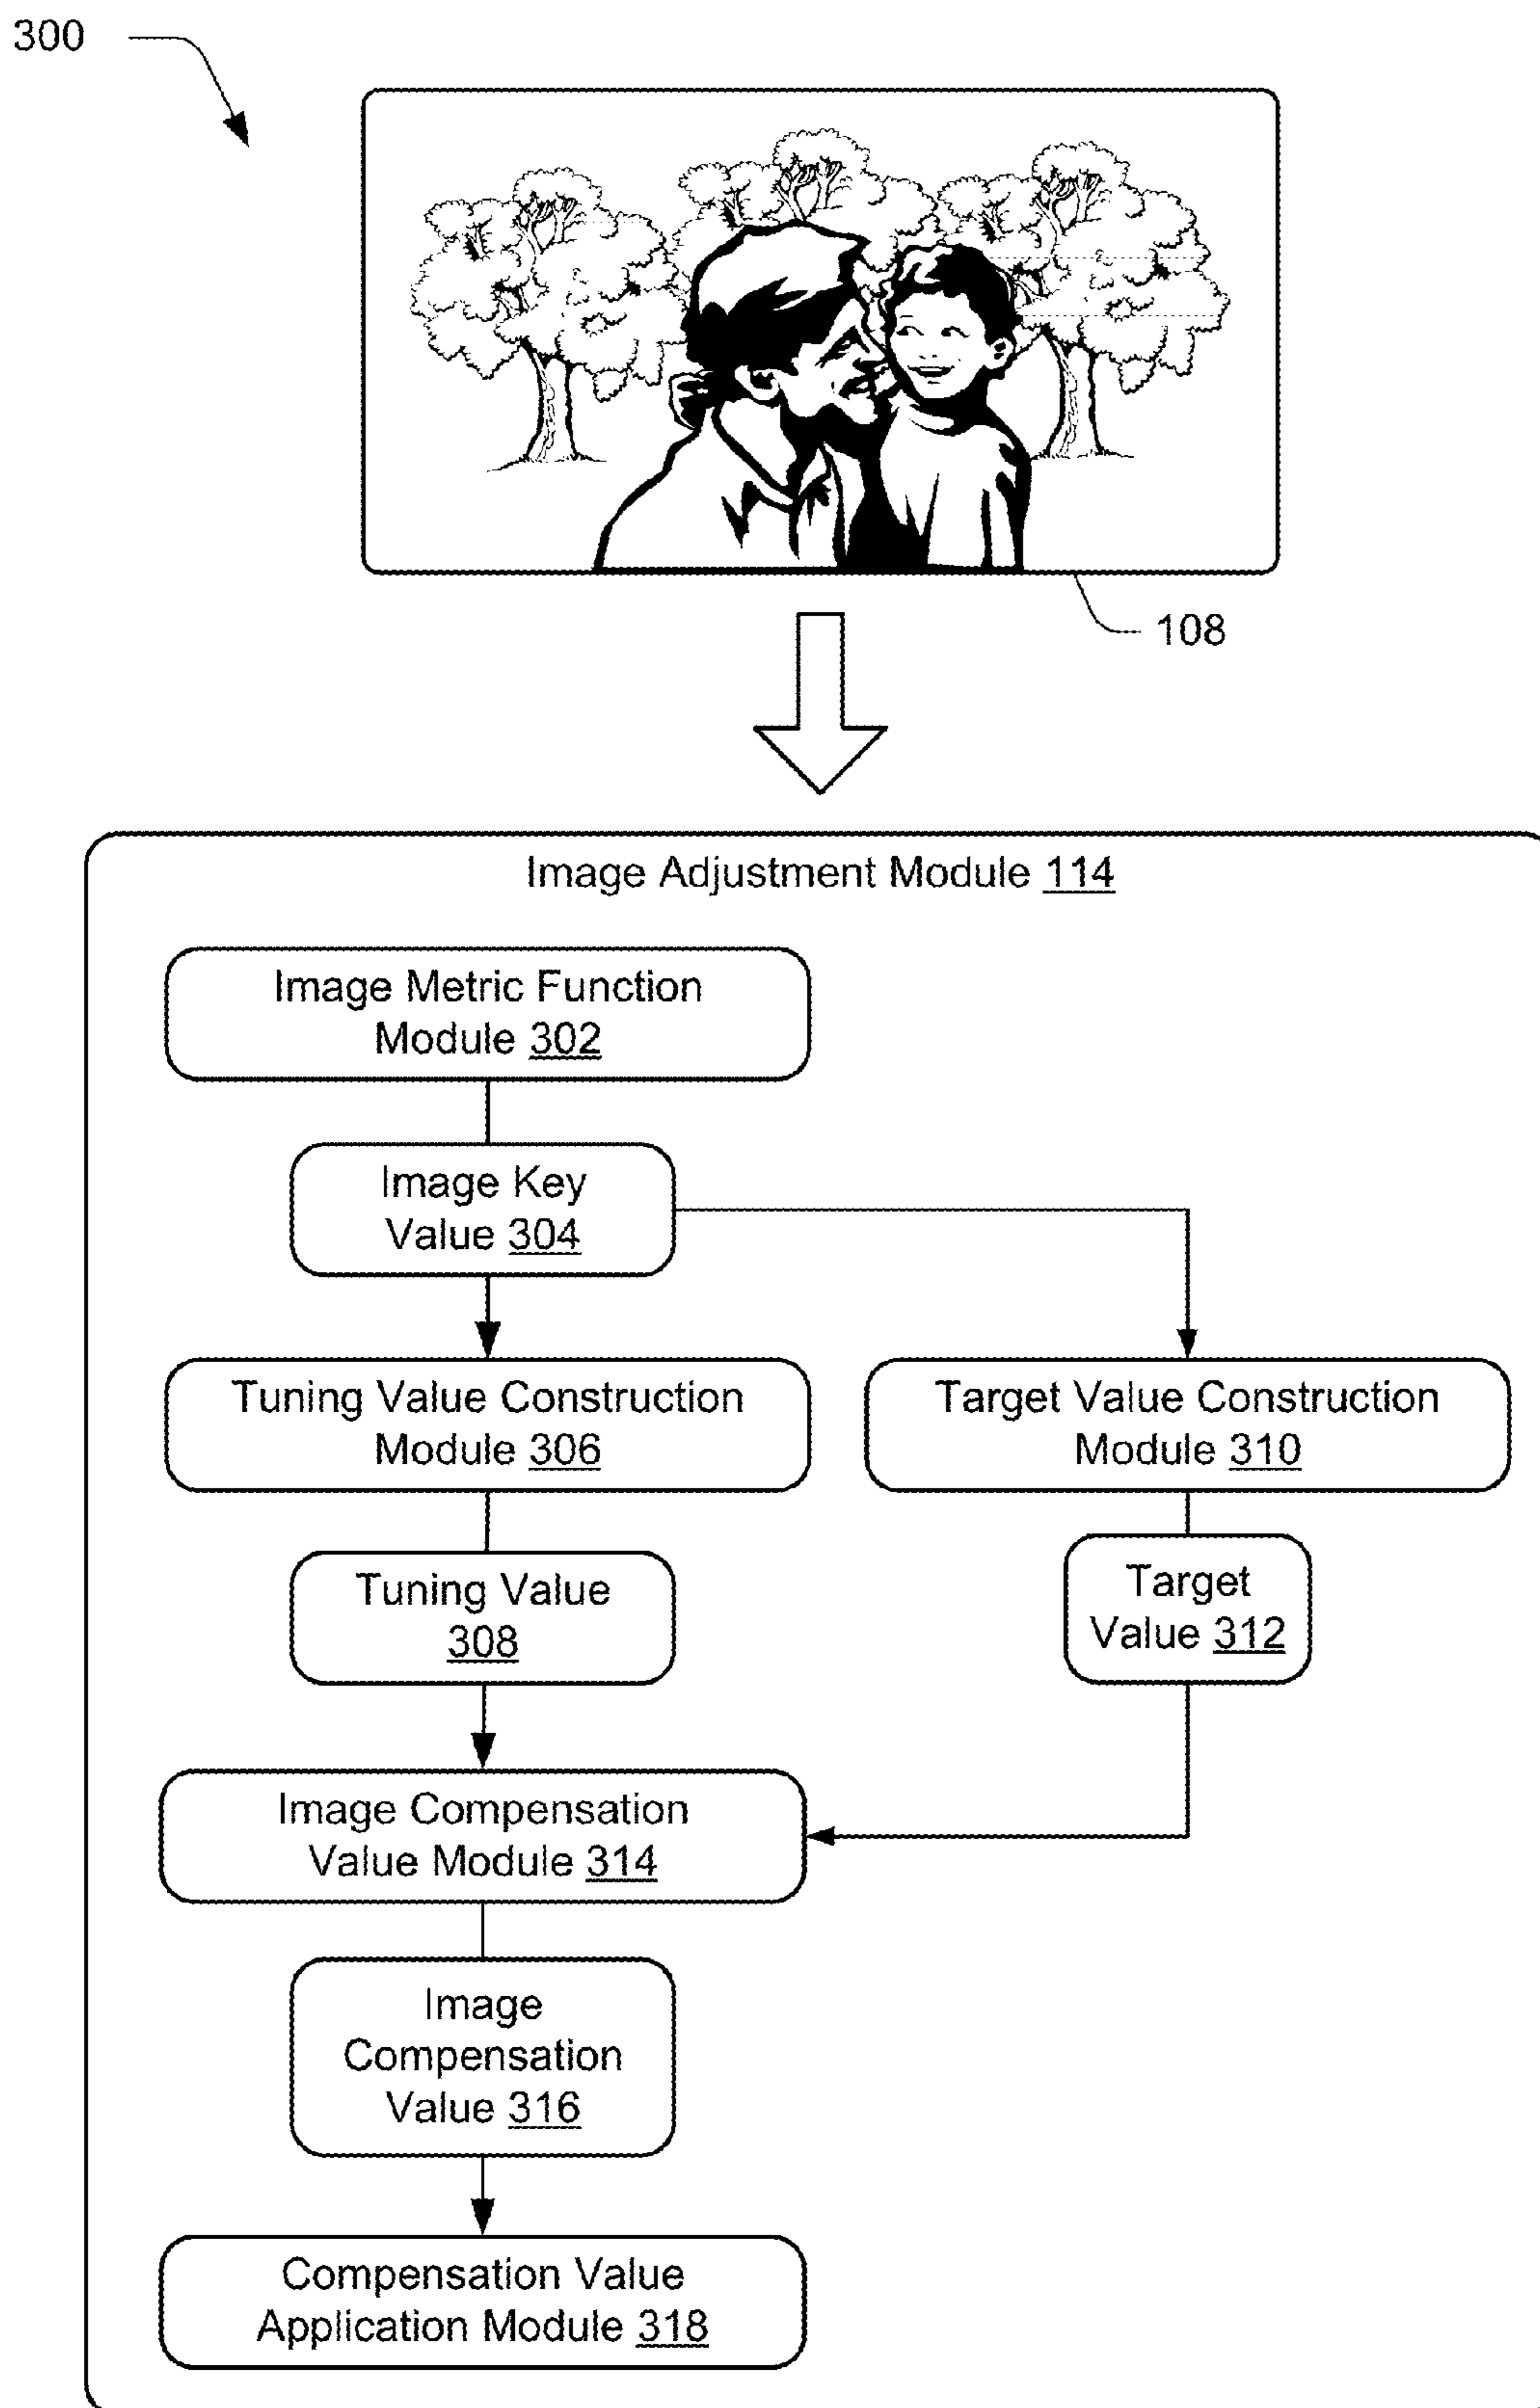 300
108
Image Adjustment Module 114
Image Metric Function
Module 302
Image Key
Value 304
Tuning Value Construction
Module 306
Target Value Construction
Module 310
Tuning Value
308
Target
Value 312
Image Compensation
Value Module 314
Image
Compensation
Value 316
Compensation Value
Application Module 318